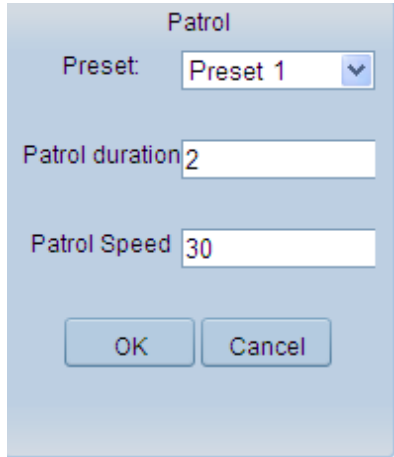 Patrol
Preset: Preset 1
Patrol duration 2
Patrol Speed 30
OK Cancel